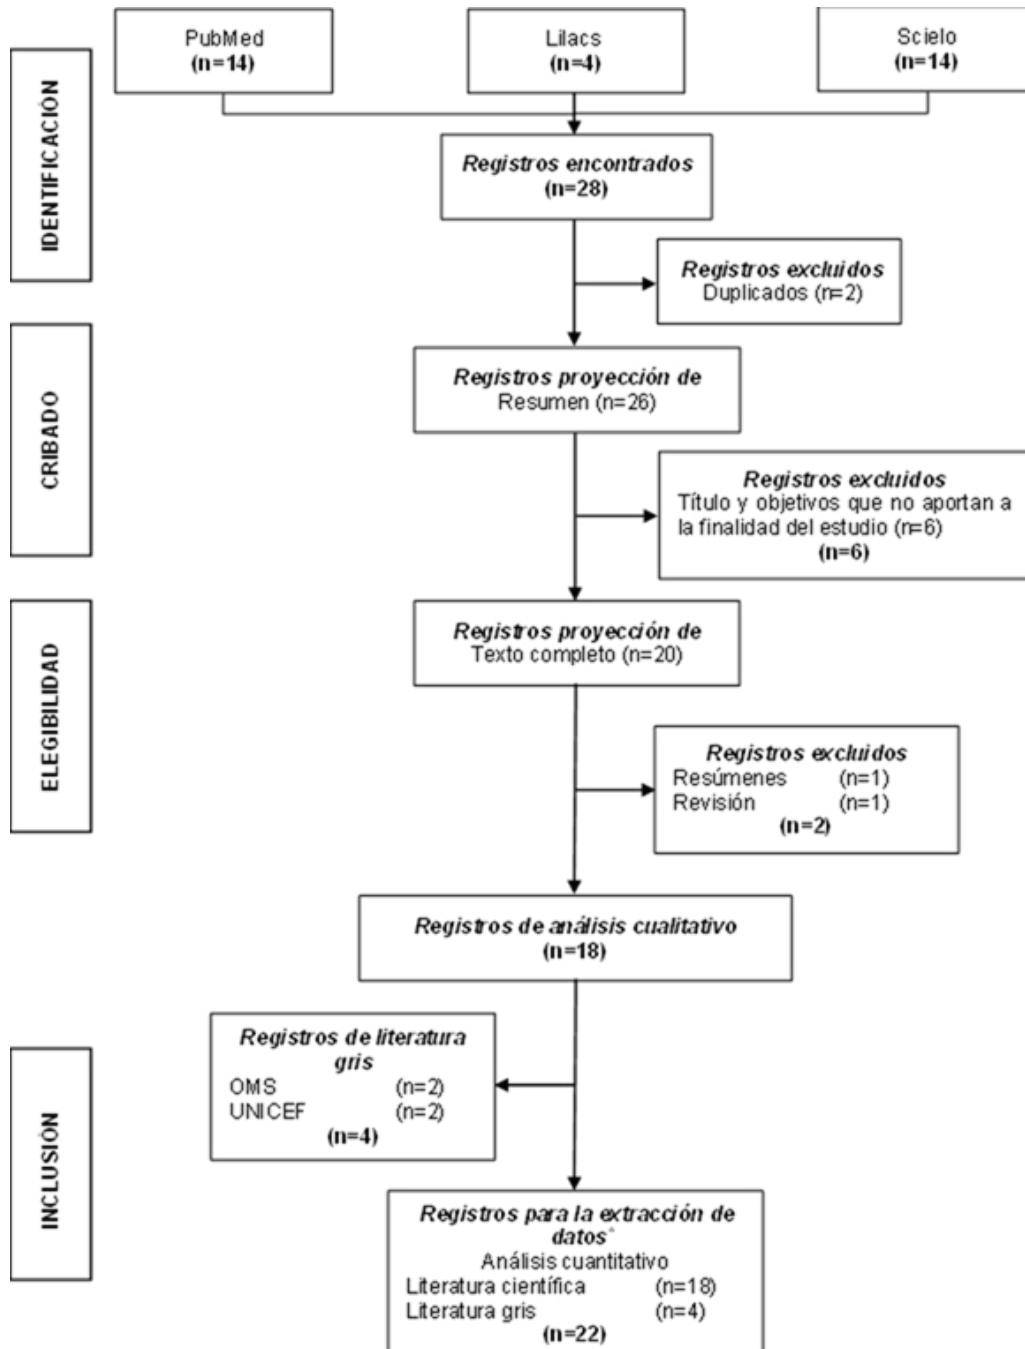 PubMed
(n=14)
Lilacs
(n=4)
Scielo
(n=14)
IDENTIFICACIÓN
Registros encontrados
(n=28)
Registros excluidos
Duplicados (n=2)
CRIBADO
Registros proyección de
Resumen (n=26)
Registros excluidos
Título y objetivos que no aportan a
la finalidad del estudio (n=6)
(n=6)
ELEGIBILIDAD
Registros proyección de
Texto completo (n=20)
Registros excluidos
Resúmenes (n=1)
Revisión (n=1)
(n=2)
Registros de análisis cualitativo
(n=18)
INCLUSIÓN
Registros de literatura
gris
OMS (n=2)
UNICEF (n=2)
(n=4)
Registros para la extracción de
datos*
Análisis cuantitativo
Literatura científica (n=18)
Literatura gris (n=4)
(n=22)